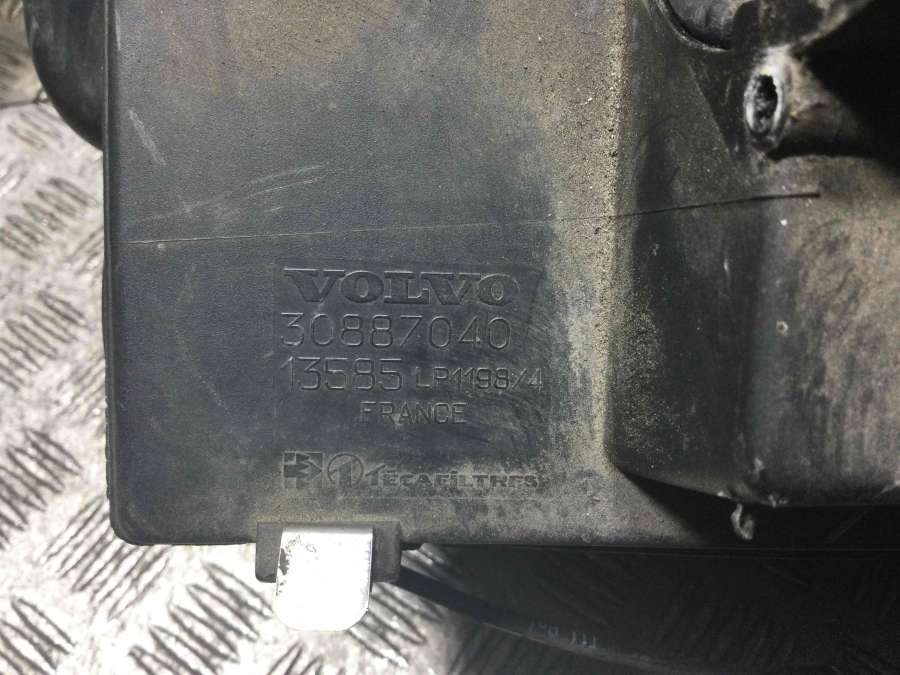 VOLVO
30887040
13585 LP1198/4
FRANCE
TECAFILTRES